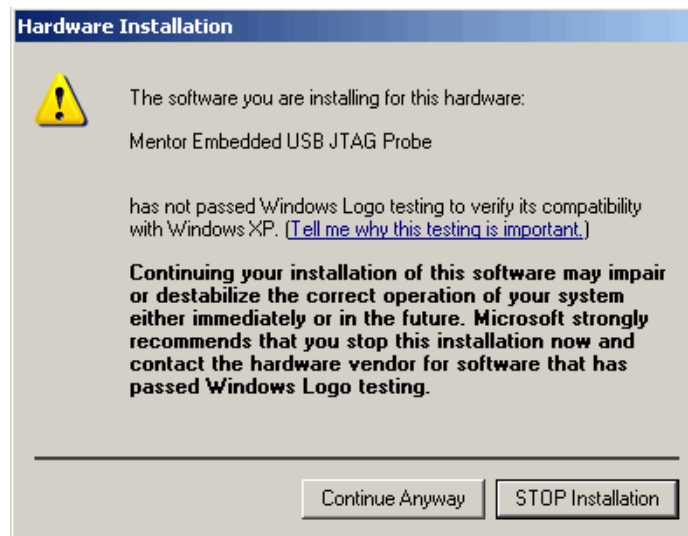 Hardware Installation
The software you are installing for this hardware:
Mentor Embedded USB JTAG Probe
has not passed Windows Logo testing to verify its compatibility
with Windows XP. (Tell me why this testing is important.)
Continuing your installation of this software may impair
or destabilize the correct operation of your system
either immediately or in the future. Microsoft strongly
recommends that you stop this installation now and
contact the hardware vendor for software that has
passed Windows Logo testing.
Continue Anyway
STOP Installation